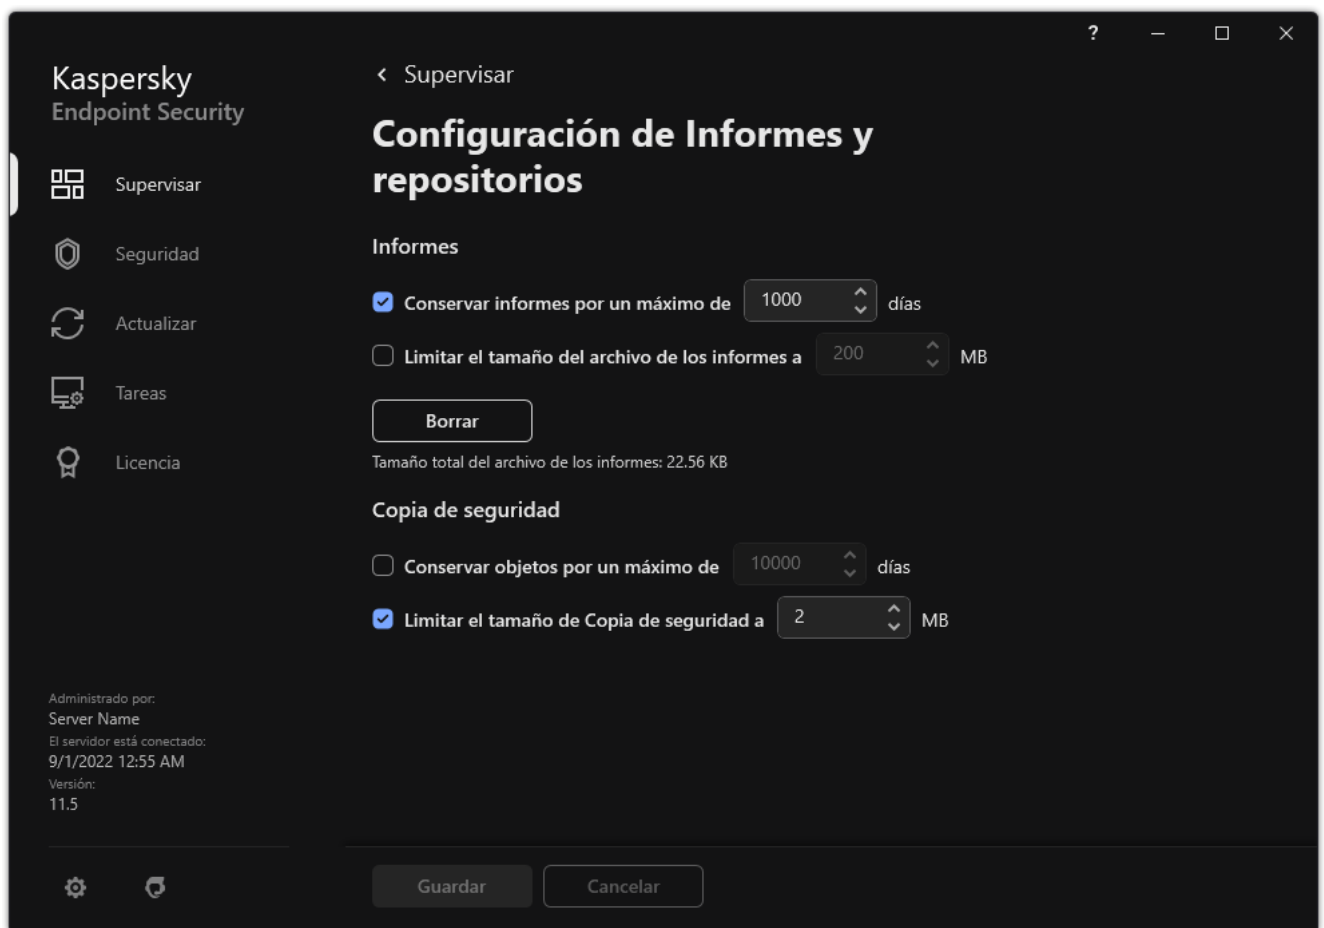 ?
Kaspersky
Endpoint Security
Supervisar
Seguridad
Actualizar
Tareas
Licencia
Administrado por:
Server Name
El servidor está conectado:
9/1/2022 12:55 AM
Versión:
11.5
Supervisar
Configuración de Informes y
repositorios
Informes
Conservar informes por un máximo de 1000 días
Limitar el tamaño del archivo de los informes a 200 MB
Borrar
Tamaño total del archivo de los informes: 22.56 KB
Copia de seguridad
Conservar objetos por un máximo de 10000 días
Limitar el tamaño de Copia de seguridad a 2 MB
Guardar Cancelar